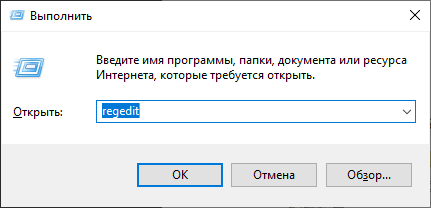 Выполнить
Введите имя программы, папки, документа или ресурса
Интернета, которые требуется открыть.
Открыть: regedit
ОК Отмена Обзор...